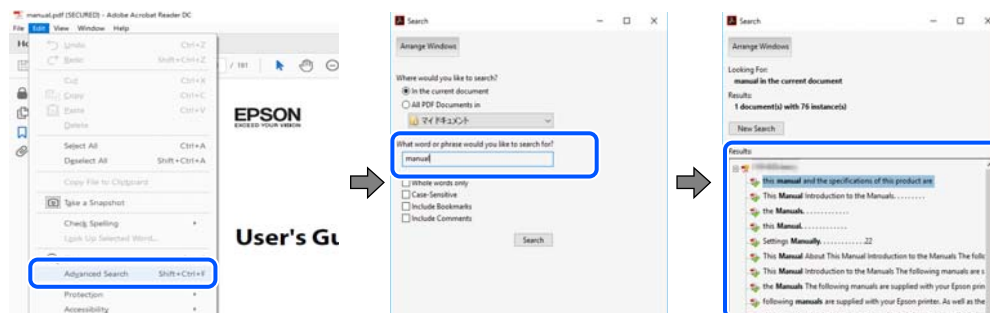 manual.pdf (SECURED) - Adobe Acrobat Reader DC
File Edit View Window Help
Undo Ctrl+Z
Redo Shift+Ctrl+Z
Cut Ctrl+X
Copy Ctrl+C
Paste Ctrl+V
Delete
Select All Ctrl+A
Deselect All Shift+Ctrl+A
Copy File to Clipboard
Take a Snapshot
Check Spelling
Look Up Selected Word...
Advanced Search Shift+Ctrl+F
Protection
Accessibility
/ 181
EPSON
EXCEED YOUR VISION
User's Gu
Search
Arrange Windows
Where would you like to search?
In the current document
All PDF Documents in
マイ ドキュメント
What word or phrase would you like to search for?
manual
Whole words only
Case-Sensitive
Include Bookmarks
Include Comments
Search
Search
Arrange Windows
Looking For:
manual in the current document
Results:
1 document(s) with 76 instance(s)
New Search
Results:
this manual and the specifications of this product are
This Manual Introduction to the Manuals. . . . . . . .
the Manuals. . . . . . . . . . . .
this Manual. . . . . . . . . . . .
Settings Manually. . . . . . . . . . . .22
This Manual About This Manual Introduction to the Manuals The follo
This Manual Introduction to the Manuals The following manuals are s
the Manuals The following manuals are supplied with your Epson prin
following manuals are supplied with your Epson printer. As well as the